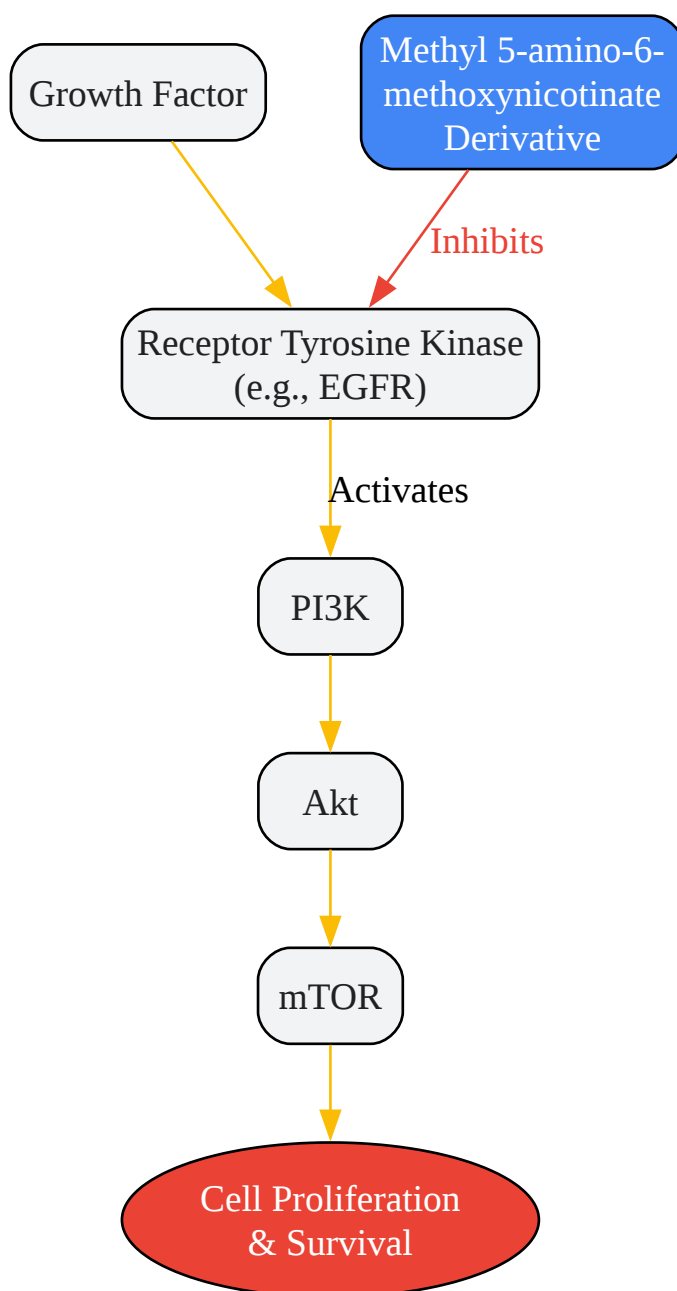 Growth Factor
Methyl 5-amino-6-
methoxynicotinate
Derivative
Inhibits
Receptor Tyrosine Kinase
(e.g., EGFR)
Activates
PI3K
Akt
mTOR
Cell Proliferation
& Survival